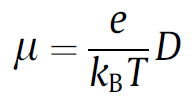 μ = e / k_B T D